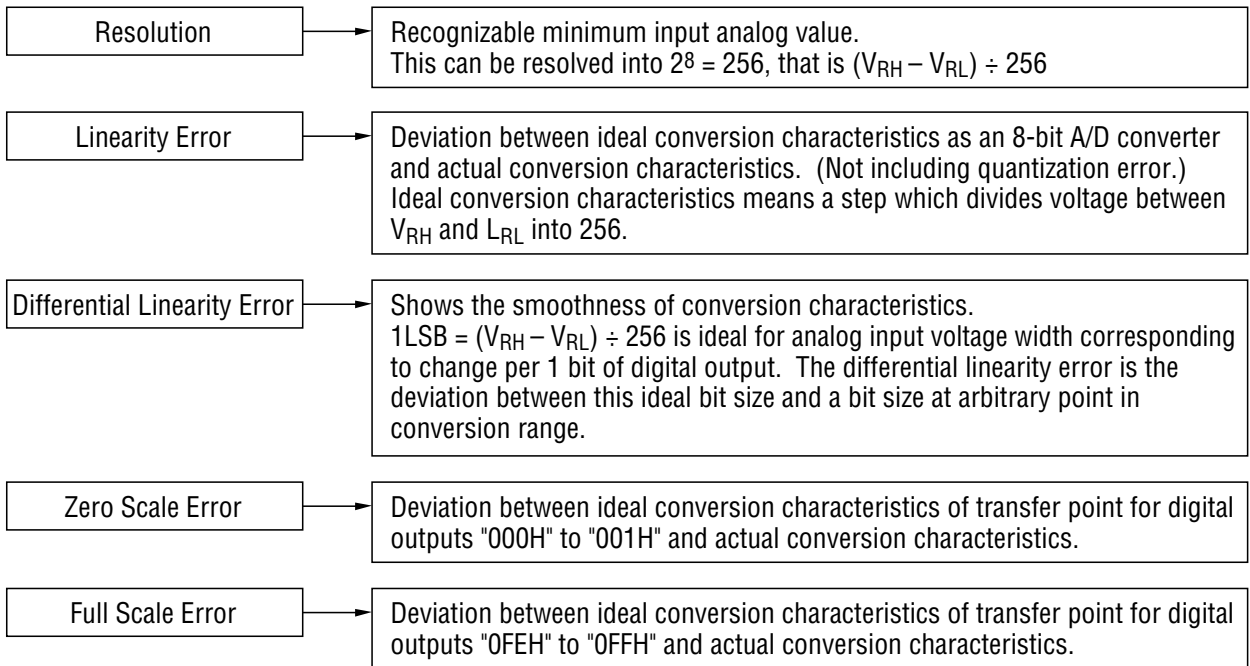 Resolution
Recognizable minimum input analog value.
This can be resolved into 2⁸ = 256, that is (VRH – VRL) ÷ 256
Linearity Error
Deviation between ideal conversion characteristics as an 8-bit A/D converter
and actual conversion characteristics. (Not including quantization error.)
Ideal conversion characteristics means a step which divides voltage between
VRH and LRL into 256.
Differential Linearity Error
Shows the smoothness of conversion characteristics.
1LSB = (VRH – VRL) ÷ 256 is ideal for analog input voltage width corresponding
to change per 1 bit of digital output. The differential linearity error is the
deviation between this ideal bit size and a bit size at arbitrary point in
conversion range.
Zero Scale Error
Deviation between ideal conversion characteristics of transfer point for digital
outputs "000H" to "001H" and actual conversion characteristics.
Full Scale Error
Deviation between ideal conversion characteristics of transfer point for digital
outputs "0FEH" to "0FFH" and actual conversion characteristics.